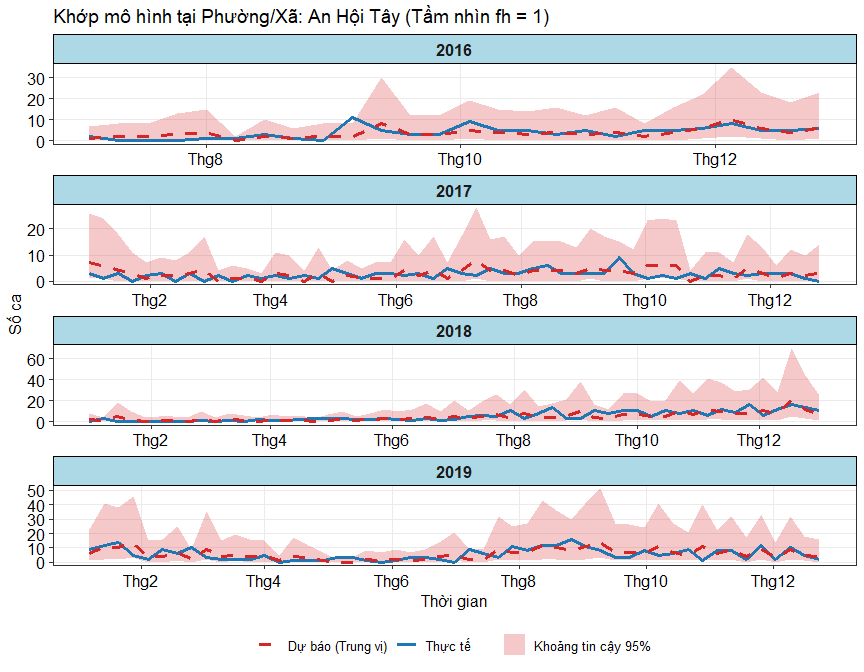 Khớp mô hình tại Phường/Xã: An Hội Tây (Tầm nhìn fh = 1)
2016
30
20
10
0
Thg8 Thg10 Thg12
2017
20
10
0
Thg2 Thg4 Thg6 Thg8 Thg10 Thg12
Số ca
2018
60
40
20
0
Thg2 Thg4 Thg6 Thg8 Thg10 Thg12
2019
50
40
30
20
10
0
Thg2 Thg4 Thg6 Thg8 Thg10 Thg12
Thời gian
Dự báo (Trung vị) Thực tế Khoảng tin cậy 95%